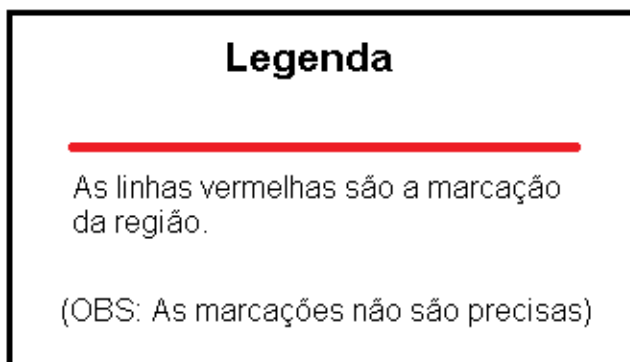 Legenda
As linhas vermelhas são a marcação
da região.
(OBS: As marcações não são precisas)